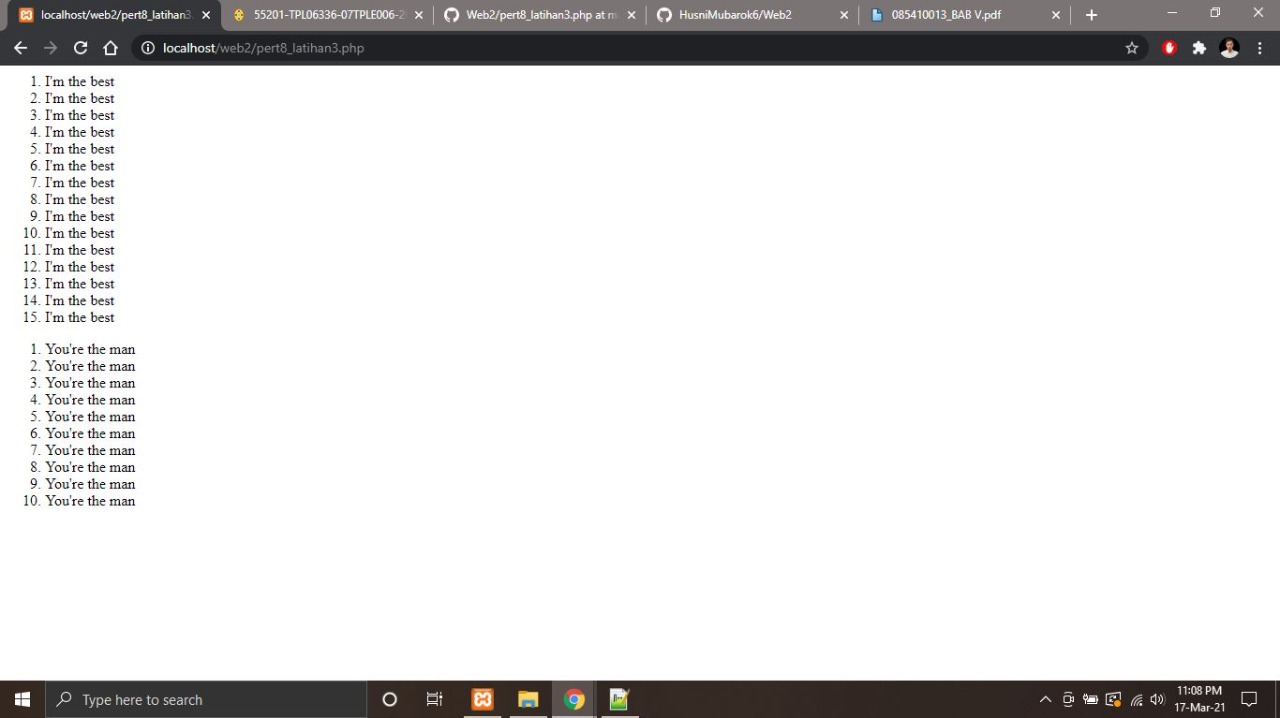 localhost/web2/pert8_latihan3.
55201-TPL06336-07TPLE006-2
Web2/pert8_latihan3.php at m
HusniMubarok6/Web2
085410013_BAB V.pdf
localhost/web2/pert8_latihan3.php
1. I'm the best
2. I'm the best
3. I'm the best
4. I'm the best
5. I'm the best
6. I'm the best
7. I'm the best
8. I'm the best
9. I'm the best
10. I'm the best
11. I'm the best
12. I'm the best
13. I'm the best
14. I'm the best
15. I'm the best
1. You're the man
2. You're the man
3. You're the man
4. You're the man
5. You're the man
6. You're the man
7. You're the man
8. You're the man
9. You're the man
10. You're the man
Type here to search
11:08 PM
17-Mar-21